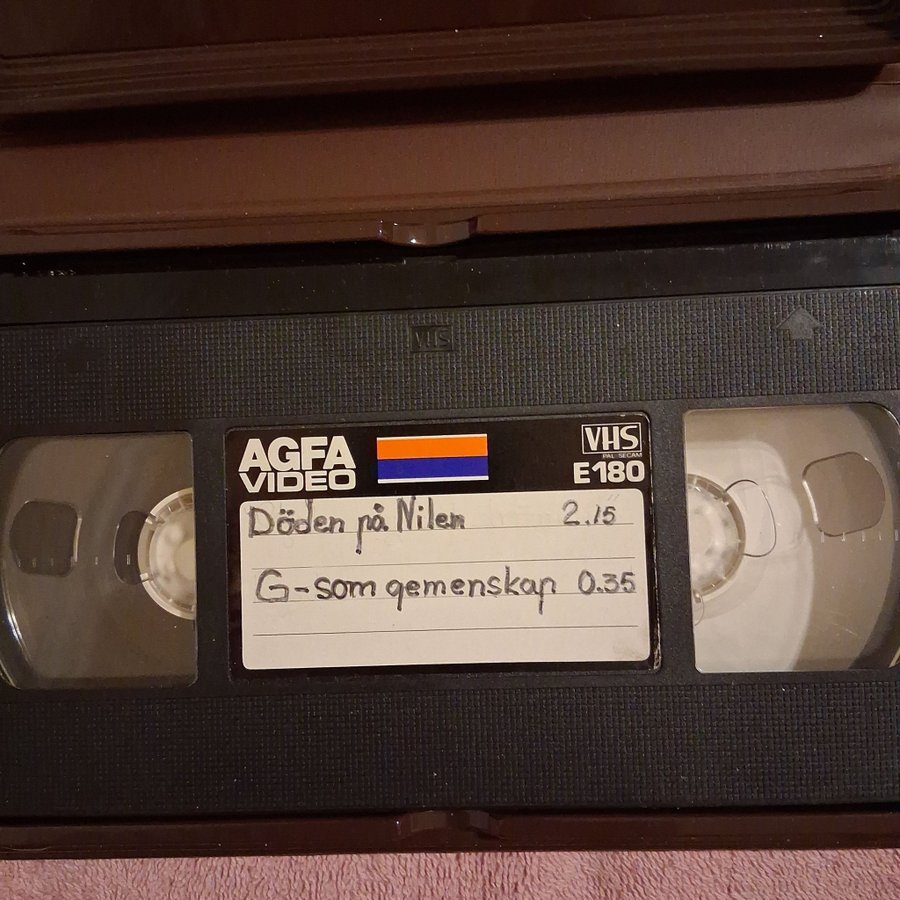 VHS
AGFA
VIDEO
VHS
PAL SECAM
E180
Döden på Nilen 2.15
G-som gemenskap 0.35